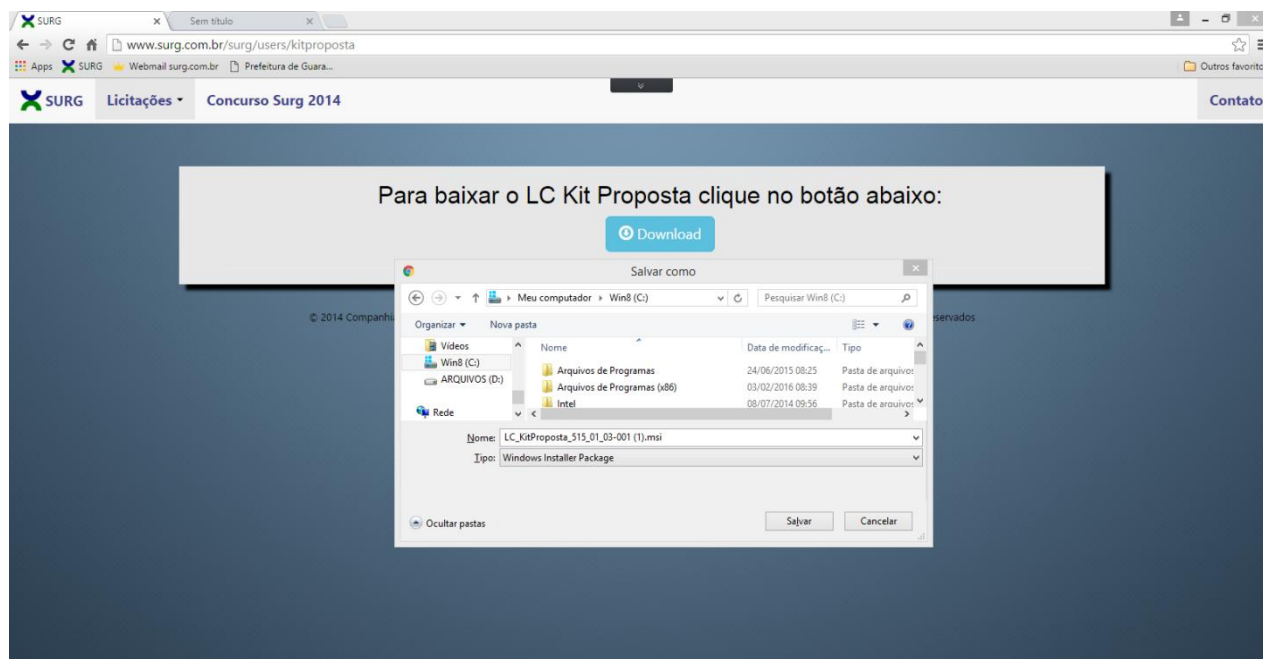 SURG
Sem título
www.surg.com.br/surg/users/kitproposta
Apps SURG Webmail surg.com.br Prefeitura de Guara... Outros favorito
SURG Licitações Concurso Surg 2014 Contato
Para baixar o LC Kit Proposta clique no botão abaixo:
Download
Salvar como
Meu computador Win8 (C:) Pesquisar Win8 (C:)
© 2014 Companhi
eservados
Organizar Nova pasta
Vídeos
Win8 (C:)
ARQUIVOS (D:)
Rede
Nome Data de modificaç... Tipo
Arquivos de Programas 24/06/2015 08:25 Pasta de arquivo
Arquivos de Programas (x86) 03/02/2016 08:39 Pasta de arquivo
Intel 08/07/2014 09:56 Pasta de arquivo
Nome: LC_KitProposta_515_01_03-001 (1).msi
Tipo: Windows Installer Package
Ocultar pastas Salvar Cancelar